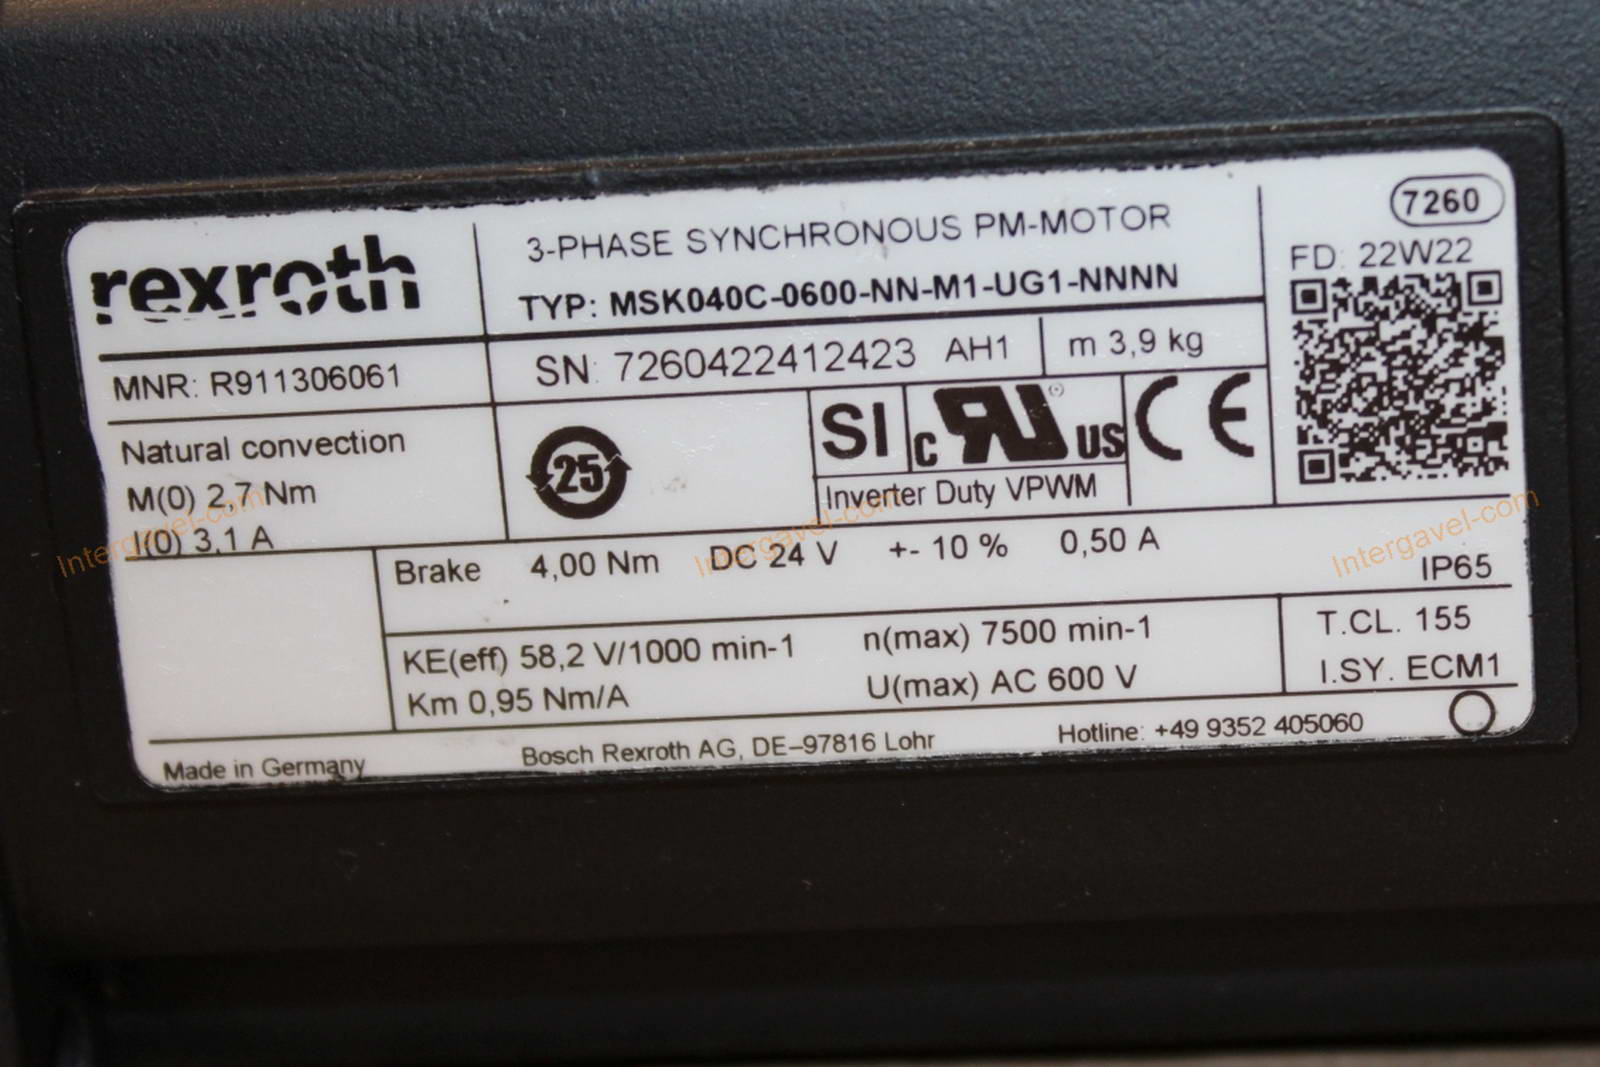 rexroth
3-PHASE SYNCHRONOUS PM-MOTOR
TYP: MSK040C-0600-NN-M1-UG1-NNNN
7260
FD: 22W22
MNR: R911306061
SN: 7260422412423 AH1
m 3,9 kg
Natural convection
M(0) 2,7 Nm
I(0) 3,1 A
25
SI
c RU US
CE
Inverter Duty VPWM
Brake 4,00 Nm DC 24 V +- 10 % 0,50 A
IP65
KE(eff) 58,2 V/1000 min-1
Km 0,95 Nm/A
n(max) 7500 min-1
U(max) AC 600 V
T.CL. 155
I.SY. ECM1
Made in Germany
Bosch Rexroth AG, DE-97816 Lohr
Hotline: +49 9352 405060
Intergavel-com
Intergavel-com
Intergavel-com